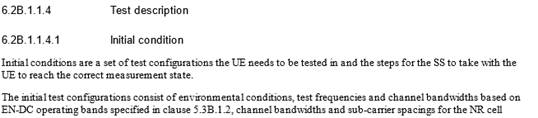 6.2B.1.1.4 Test description
6.2B.1.1.4.1 Initial condition
Initial conditions are a set of test configurations the UE needs to be tested in and the steps for the SS to take with the
UE to reach the correct measurement state.
The initial test configurations consist of environmental conditions, test frequencies and channel bandwidths based on
EN-DC operating bands specified in clause 5.3B.1.2, channel bandwidths and sub-carrier spacings for the NR cell